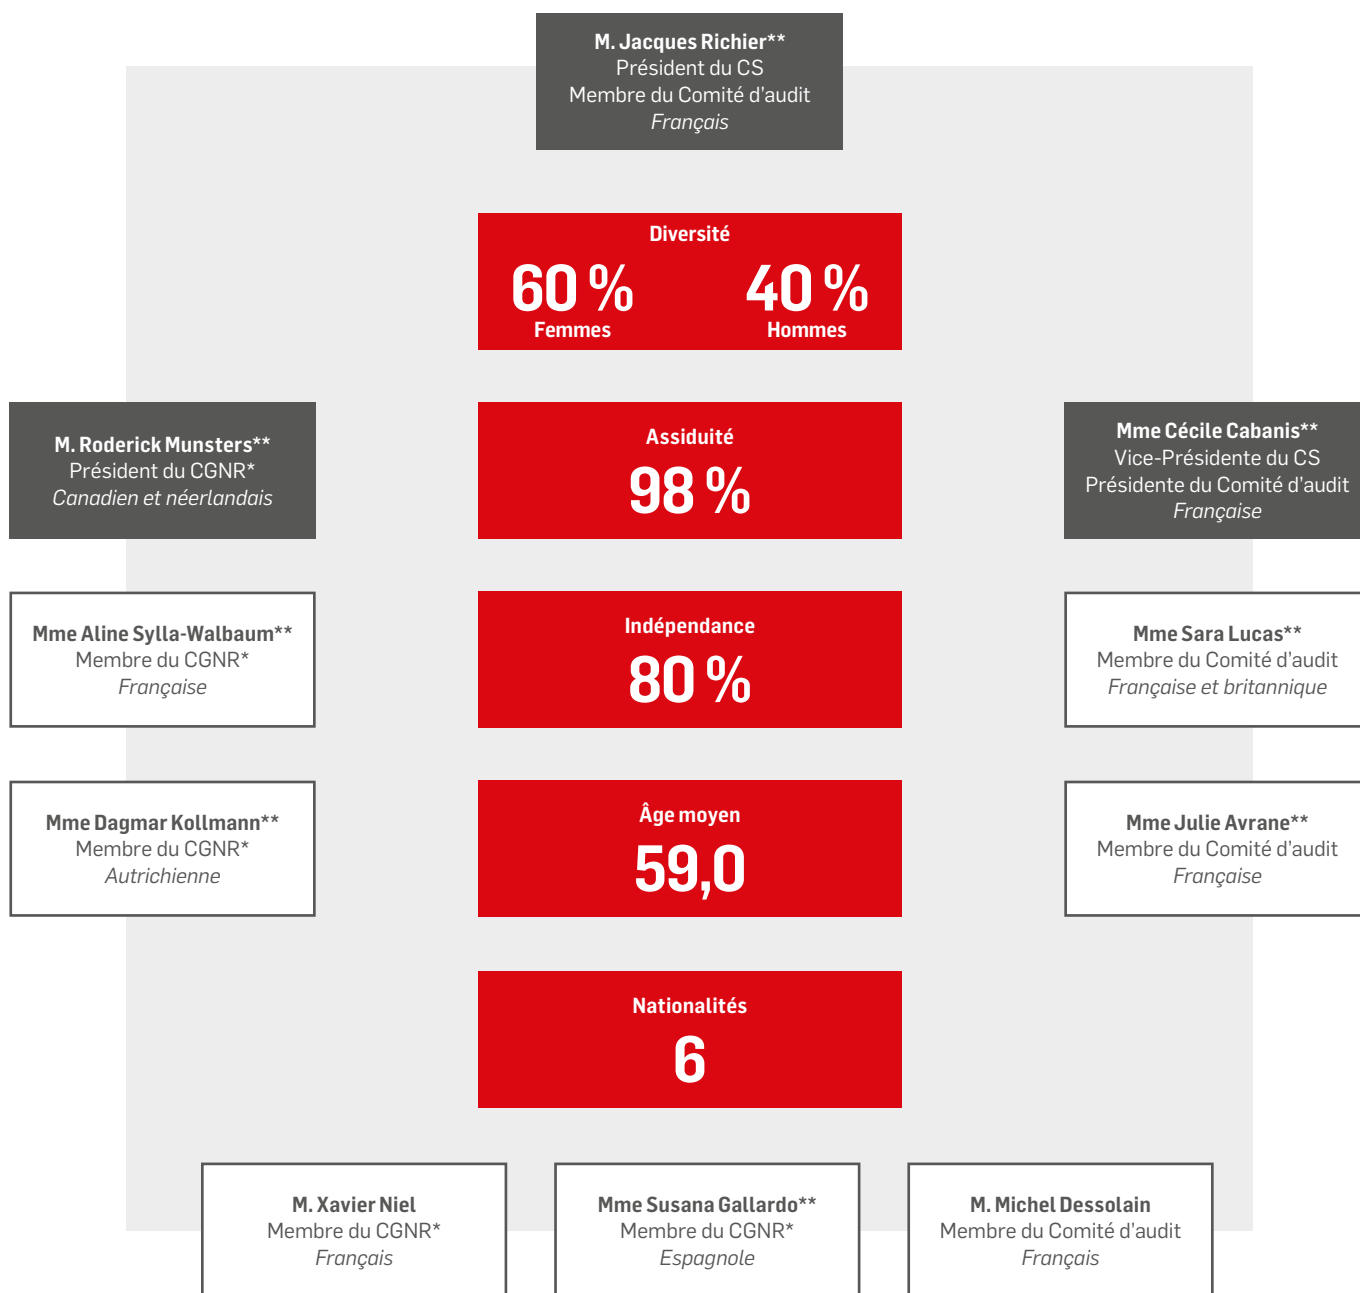 M. Jacques Richier**
Président du CS
Membre du Comité d'audit
Français
Diversité
60 % 40 %
Femmes Hommes
M. Roderick Munsters**
Président du CGNR*
Canadien et néerlandais
Assiduité
98 %
Mme Cécile Cabanis**
Vice-Présidente du CS
Présidente du Comité d'audit
Française
Mme Aline Sylla-Walbaum**
Membre du CGNR*
Française
Indépendance
80 %
Mme Sara Lucas**
Membre du Comité d'audit
Française et britannique
Mme Dagmar Kollmann**
Membre du CGNR*
Autrichienne
Âge moyen
59,0
Mme Julie Avrane**
Membre du Comité d'audit
Française
Nationalités
6
M. Xavier Niel
Membre du CGNR*
Français
Mme Susana Gallardo**
Membre du CGNR*
Espagnole
M. Michel Dessolain
Membre du Comité d'audit
Français